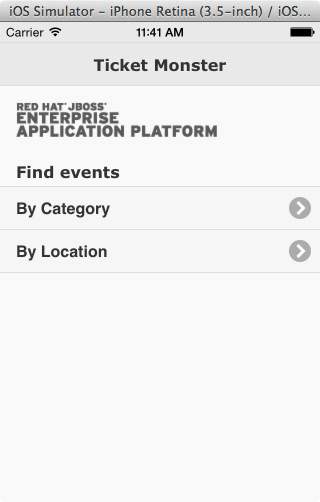 iOS Simulator – iPhone Retina (3.5-inch) / iOS...
Carrier 11:41 AM
Ticket Monster
RED HAT® JBOSS®
ENTERPRISE
APPLICATION PLATFORM
Find events
By Category
By Location